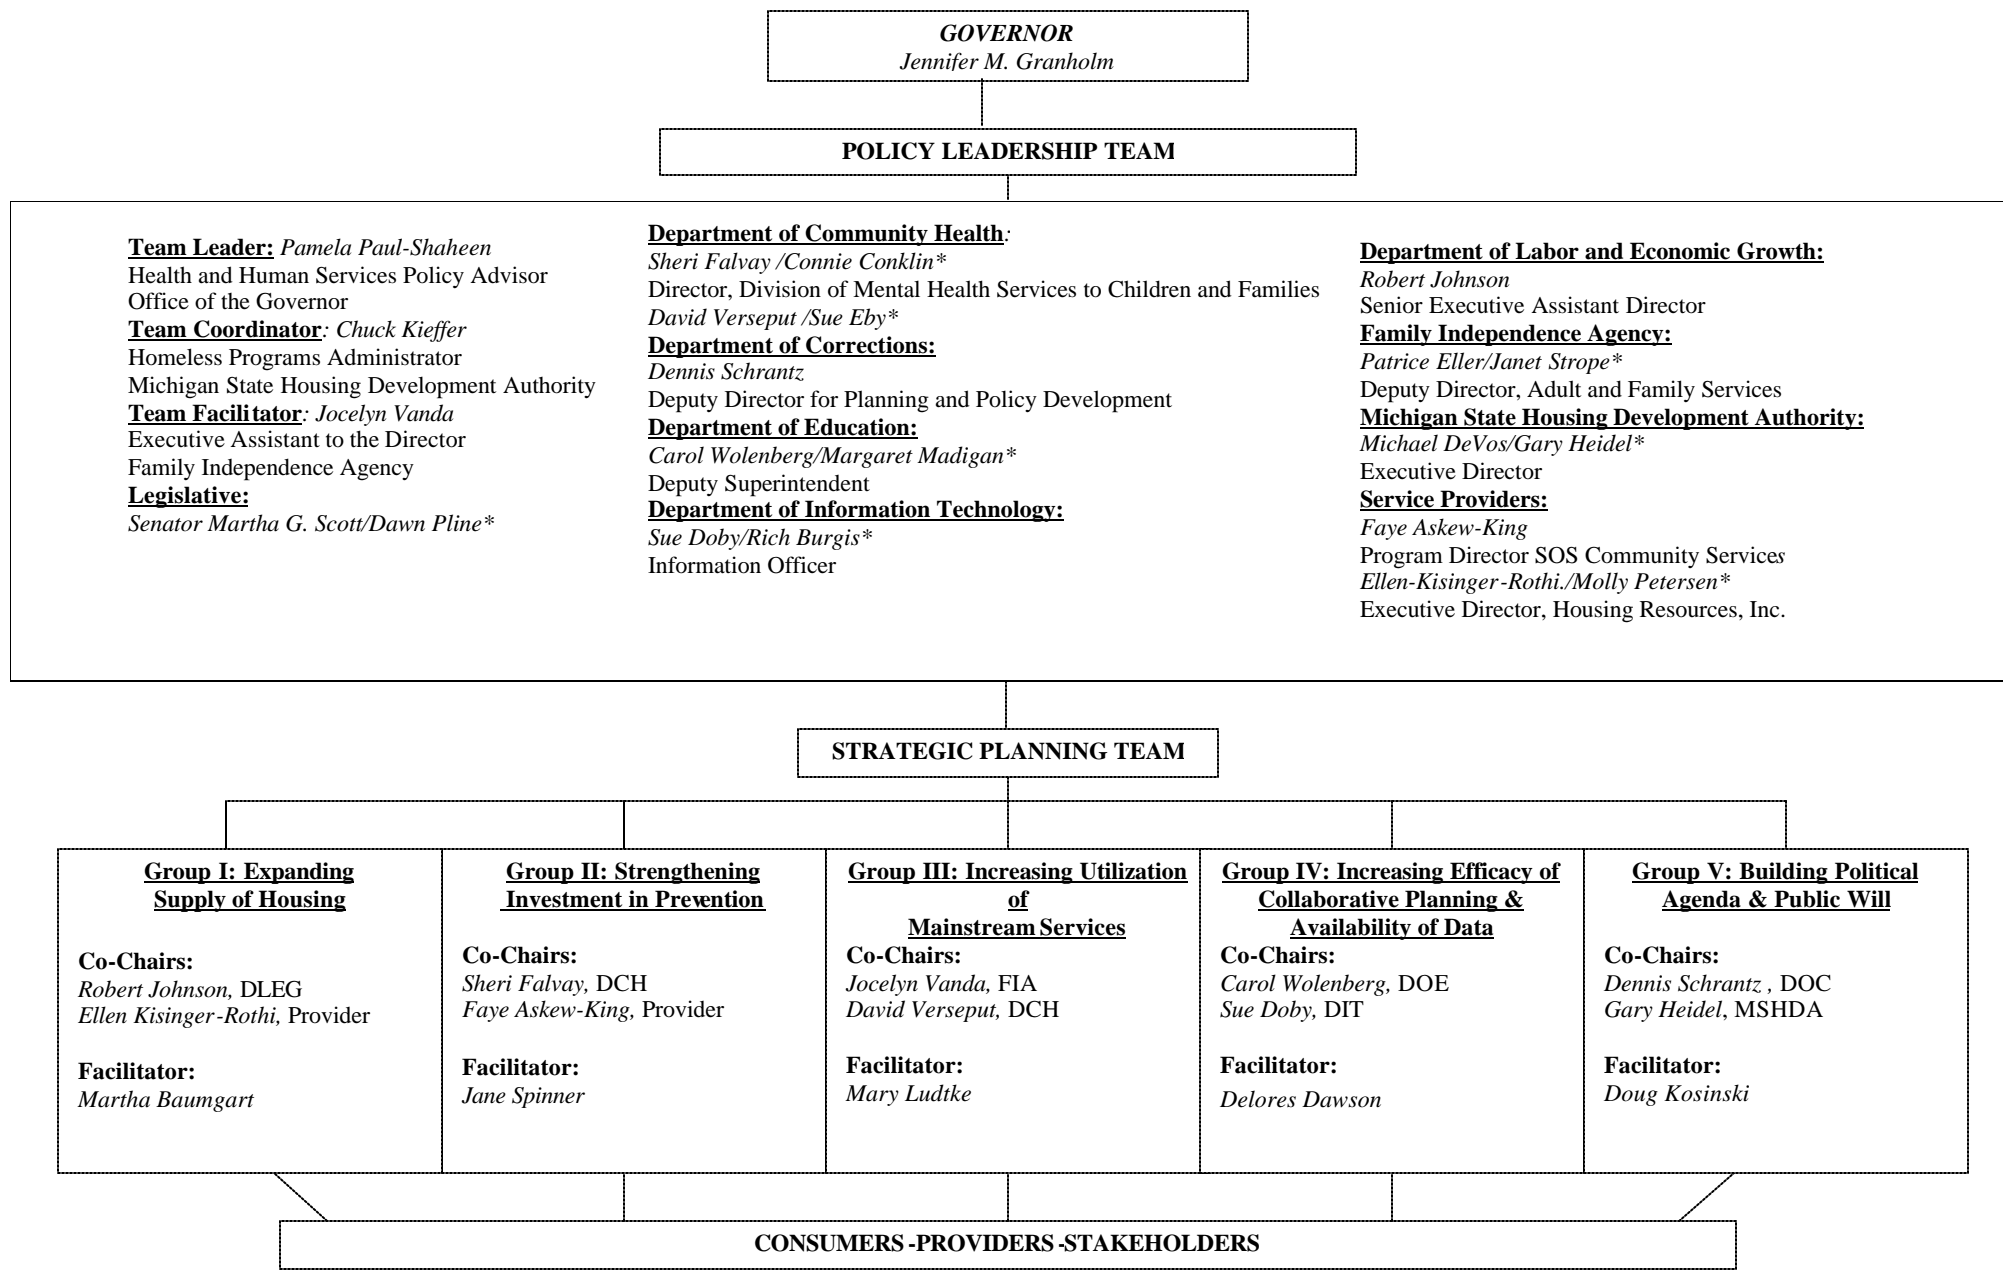 GOVERNOR
Jennifer M. Granholm
POLICY LEADERSHIP TEAM
Team Leader: Pamela Paul-Shaheen
Health and Human Services Policy Advisor
Office of the Governor
Team Coordinator: Chuck Kieffer
Homeless Programs Administrator
Michigan State Housing Development Authority
Team Facilitator: Jocelyn Vanda
Executive Assistant to the Director
Family Independence Agency
Legislative:
Senator Martha G. Scott/Dawn Pline*
Department of Community Health:
Sheri Falvay /Connie Conklin*
Director, Division of Mental Health Services to Children and Families
David Verseput /Sue Eby*
Department of Corrections:
Dennis Schrantz
Deputy Director for Planning and Policy Development
Department of Education:
Carol Wolenberg/Margaret Madigan*
Deputy Superintendent
Department of Information Technology:
Sue Doby/Rich Burgis*
Information Officer
Department of Labor and Economic Growth:
Robert Johnson
Senior Executive Assistant Director
Family Independence Agency:
Patrice Eller/Janet Strope*
Deputy Director, Adult and Family Services
Michigan State Housing Development Authority:
Michael DeVos/Gary Heidel*
Executive Director
Service Providers:
Faye Askew-King
Program Director SOS Community Services
Ellen-Kisinger-Rothi./Molly Petersen*
Executive Director, Housing Resources, Inc.
STRATEGIC PLANNING TEAM
Group I: Expanding
Supply of Housing
Co-Chairs:
Robert Johnson, DLEG
Ellen Kisinger-Rothi, Provider
Facilitator:
Martha Baumgart
Group II: Strengthening
Investment in Prevention
Co-Chairs:
Sheri Falvay, DCH
Faye Askew-King, Provider
Facilitator:
Jane Spinner
Group III: Increasing Utilization
of
Mainstream Services
Co-Chairs:
Jocelyn Vanda, FIA
David Verseput, DCH
Facilitator:
Mary Ludtke
Group IV: Increasing Efficacy of
Collaborative Planning &
Availability of Data
Co-Chairs:
Carol Wolenberg, DOE
Sue Doby, DIT
Facilitator:
Delores Dawson
Group V: Building Political
Agenda & Public Will
Co-Chairs:
Dennis Schrantz , DOC
Gary Heidel, MSHDA
Facilitator:
Doug Kosinski
CONSUMERS -PROVIDERS -STAKEHOLDERS